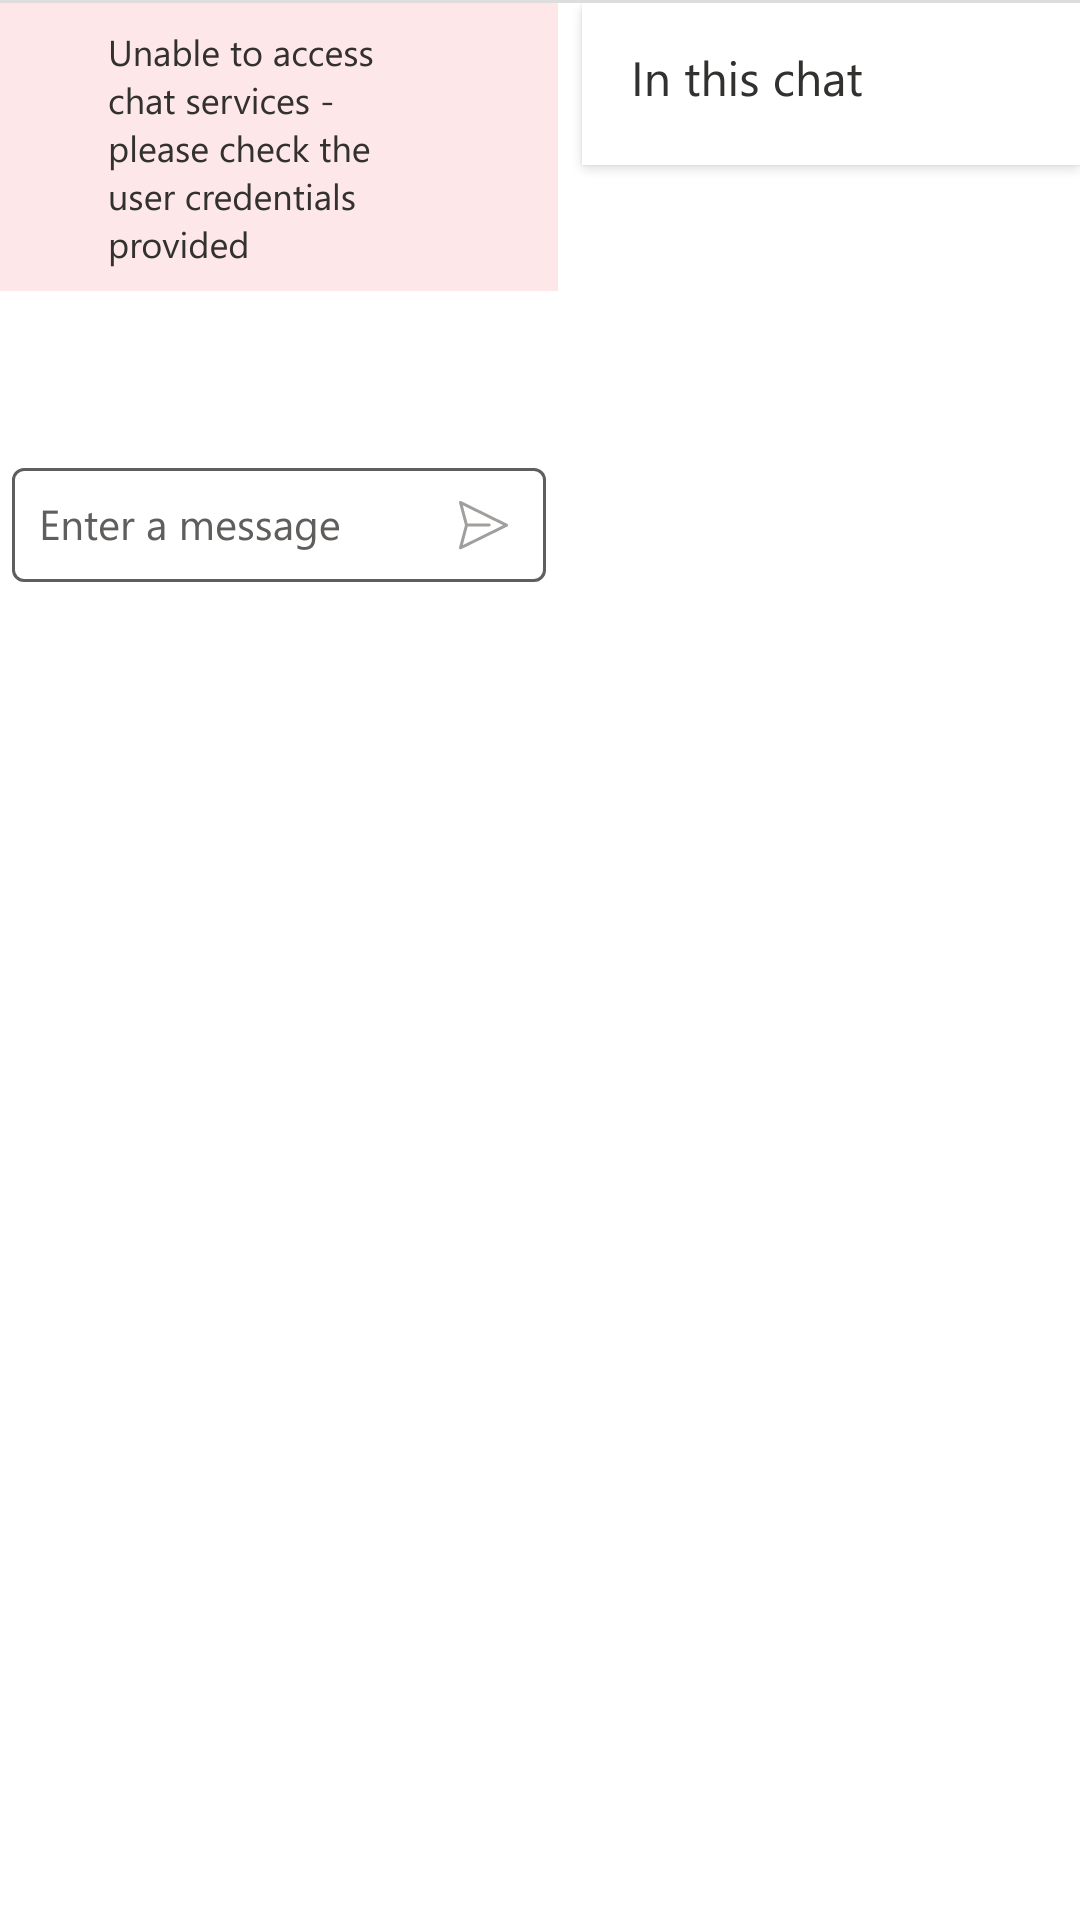 Unable to access
chat services -
please check the
user credentials
provided
In this chat
Enter a message